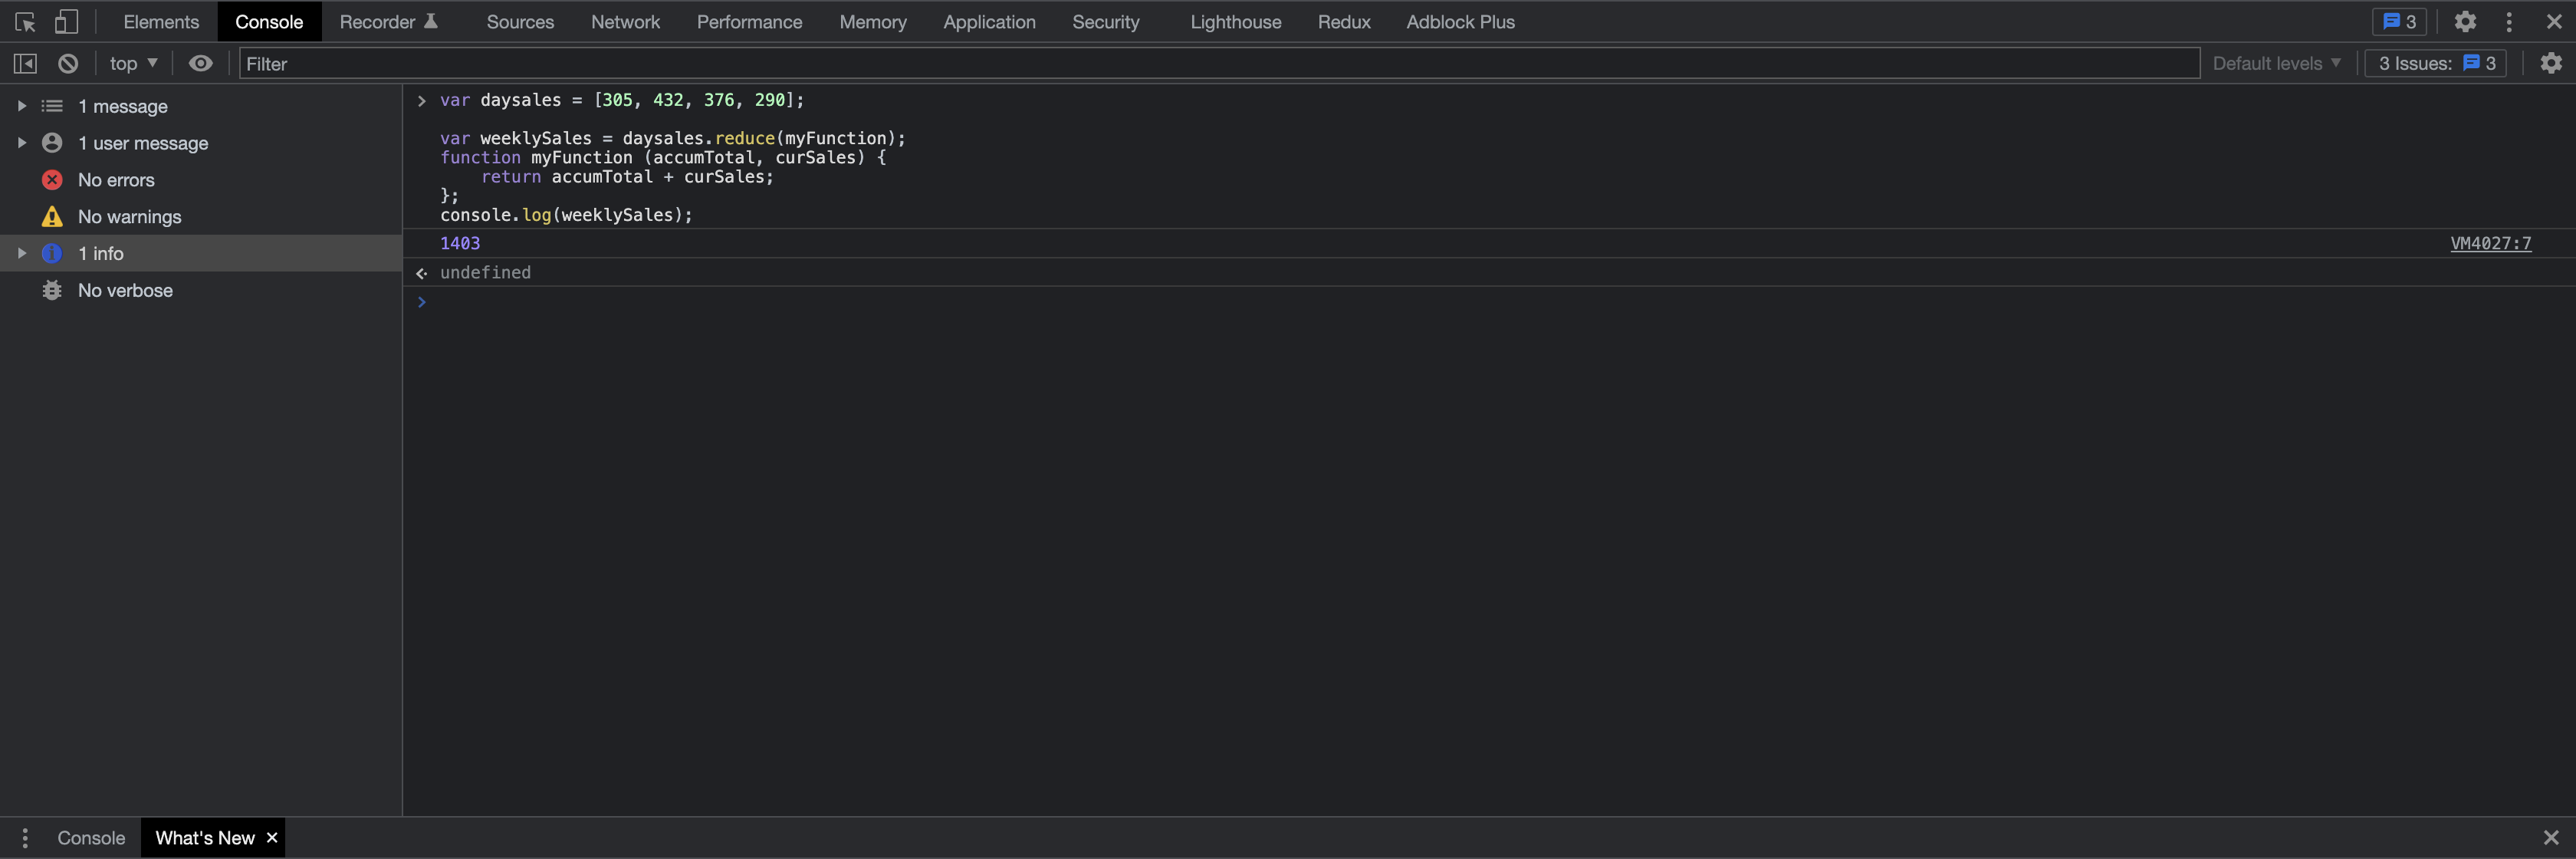 Elements Console Recorder Sources Network Performance Memory Application Security Lighthouse Redux Adblock Plus 3
top Filter Default levels 3 Issues: 3
1 message
1 user message
No errors
No warnings
1 info
No verbose
var daysales = [305, 432, 376, 290];
var weeklySales = daysales.reduce(myFunction);
function myFunction (accumTotal, curSales) {
    return accumTotal + curSales;
};
console.log(weeklySales);
1403 VM4027:7
undefined
Console What's New